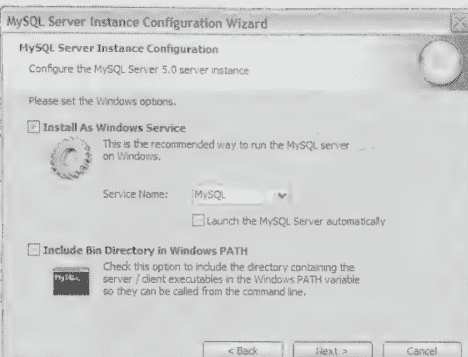 MySQL Server Instance Configuration Wizard
MySQL Server Instance Configuration
Configure the MySQL Server 5.0 server instance
Please set the Windows options.
Install As Windows Service
This is the recommended way to run the MySQL server
on Windows.
Service Name: MySQL
Launch the MySQL Server automatically
Include Bin Directory in Windows PATH
Check this option to include the directory containing the
server / client executables in the Windows PATH variable
so they can be called from the command line.
MySQL
< Back Next > Cancel